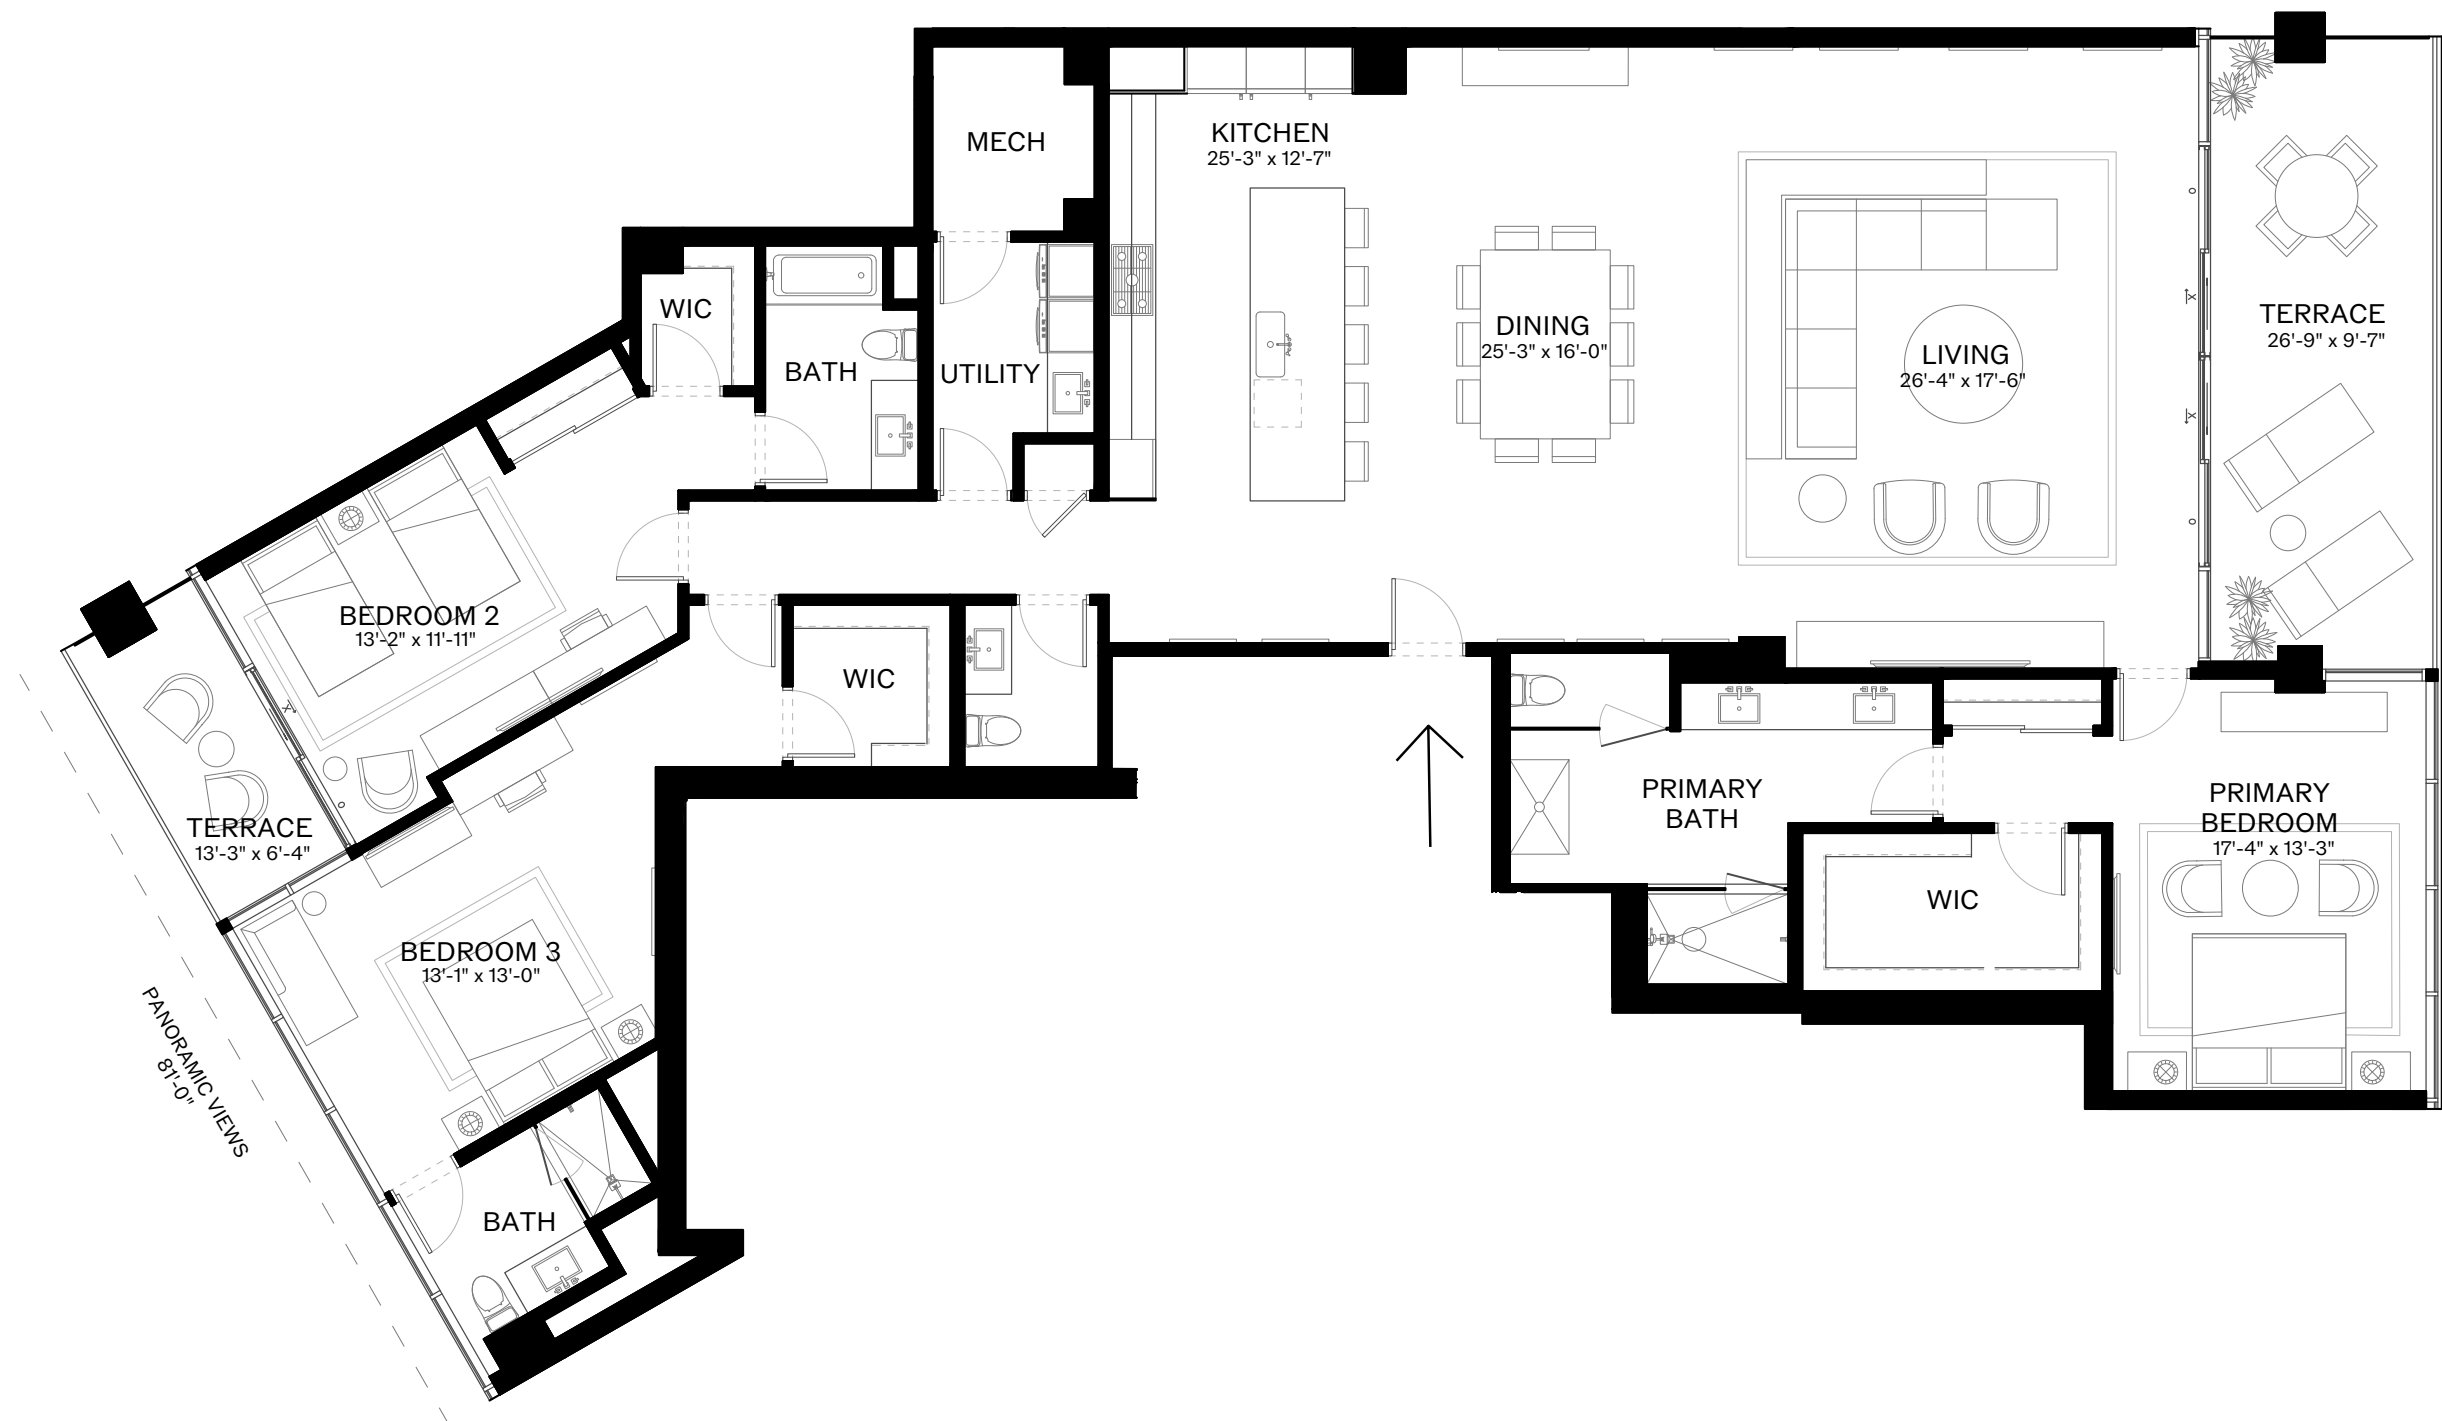 MECH
KITCHEN
25'-3" x 12'-7"
WIC
BATH
UTILITY
DINING
25'-3" x 16'-0"
LIVING
26'-4" x 17'-6"
TERRACE
26'-9" x 9'-7"
BEDROOM 2
13'-2" x 11'-11"
WIC
TERRACE
13'-3" x 6'-4"
PRIMARY
BATH
PRIMARY
BEDROOM
17'-4" x 13'-3"
WIC
BEDROOM 3
13'-1" x 13'-0"
PANORAMIC VIEWS
81'-0"
BATH